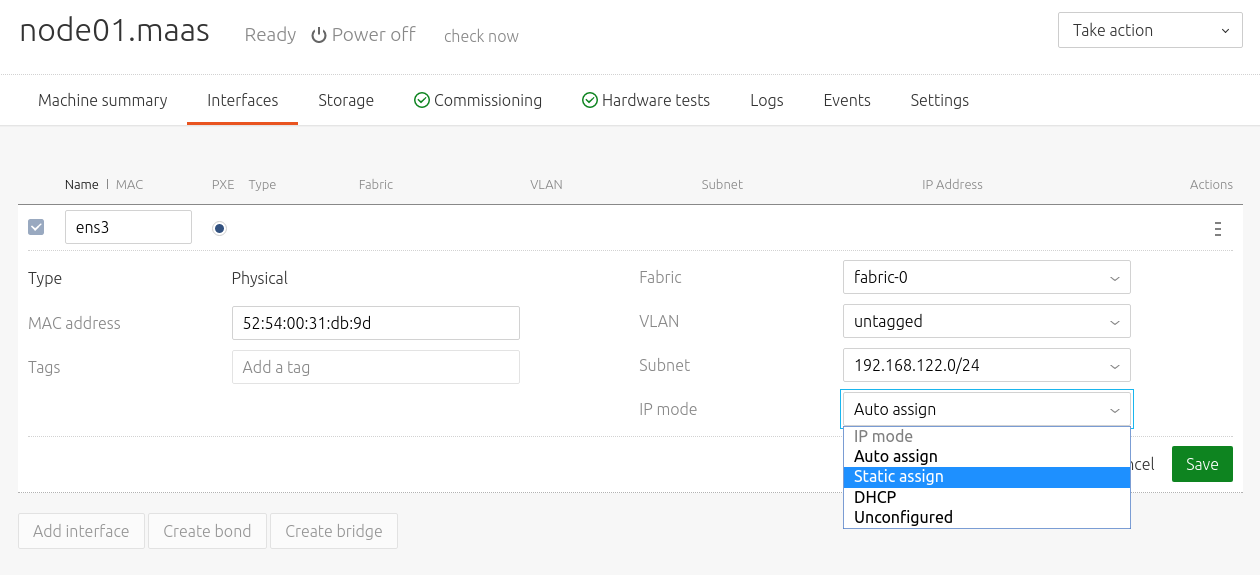 node01.maas Ready Power off check now Take action
Machine summary Interfaces Storage Commissioning Hardware tests Logs Events Settings
Name | MAC PXE Type Fabric VLAN Subnet IP Address Actions
ens3
Type Physical Fabric fabric-0
MAC address 52:54:00:31:db:9d VLAN untagged
Tags Add a tag Subnet 192.168.122.0/24
IP mode Auto assign
IP mode
Auto assign
ncel Save
Static assign
DHCP
Unconfigured
Add interface Create bond Create bridge